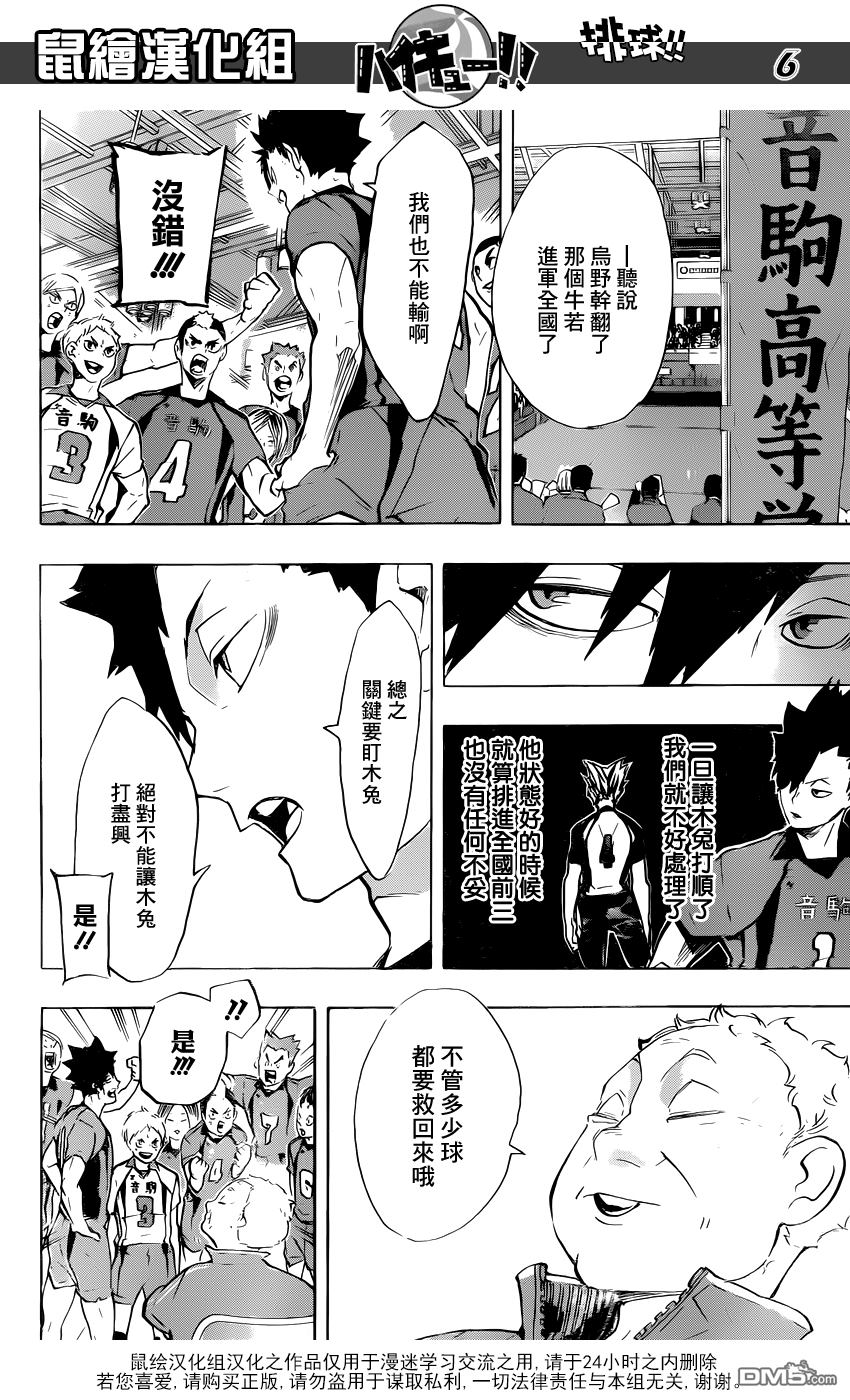 鼠繪漢化組
ハイキュー!!
排球!!
6
音駒高等学
—聽說
烏野幹翻了
那個牛若
進軍全國了
我們也不能輸啊
沒錯!!!
音駒
3
音駒
4
一旦讓木兔打順了
我們就不好處理了
他狀態好的時候
就算排進全國前三
也沒有任何不妥
音駒
1
總之
關鍵要盯木兔
絕對不能讓木兔
打盡興
是!!
不管多少球
都要救回來哦
!!
是!!!
音駒
3
7
6
鼠绘汉化组汉化之作品仅用于漫迷学习交流之用, 请于24小时之内删除
若您喜爱, 请购买正版, 请勿盗用于谋取私利, 一切法律责任与本组无关, 谢谢。
DM5.com